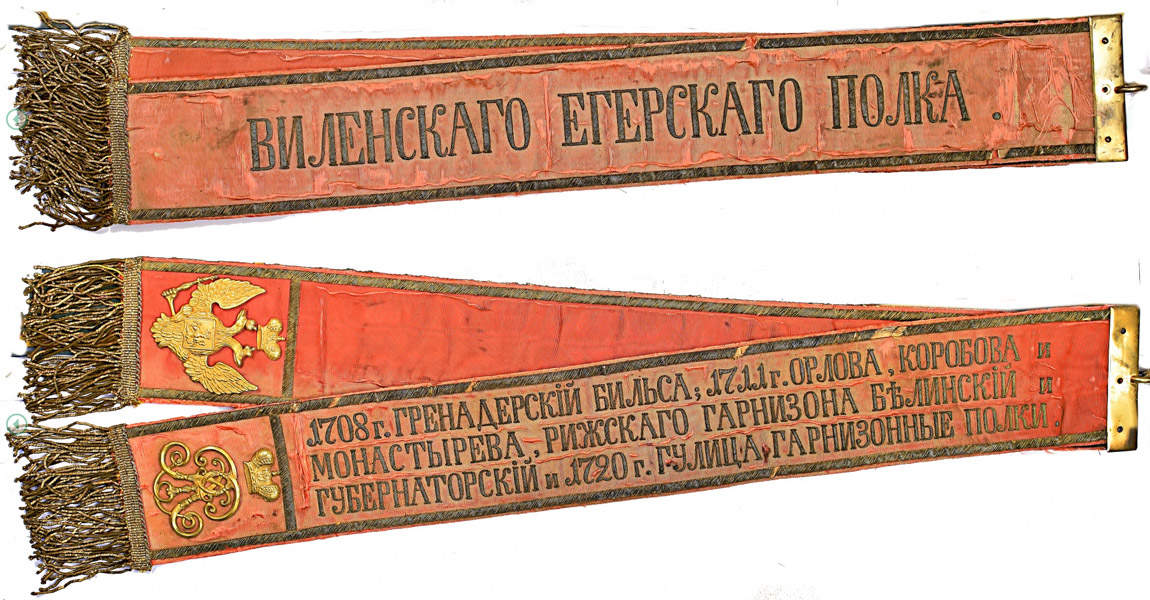 ВИЛЕНСКАГО ЕГЕРСКАГО ПОЛКА.
1708 г. ГРЕНАДЕРСКІЙ БИЛЬСА; 1711 г. ОРЛОВА, КОРОБОВА и
МОНАСТЫРЕВА, РИЖСКАГО ГАРНИЗОНА БѢЛИНСКІЙ и
ГУБЕРНАТОРСКІЙ и 1720 г. ГУЛИЦА, ГАРНИЗОННЫЕ ПОЛКИ.